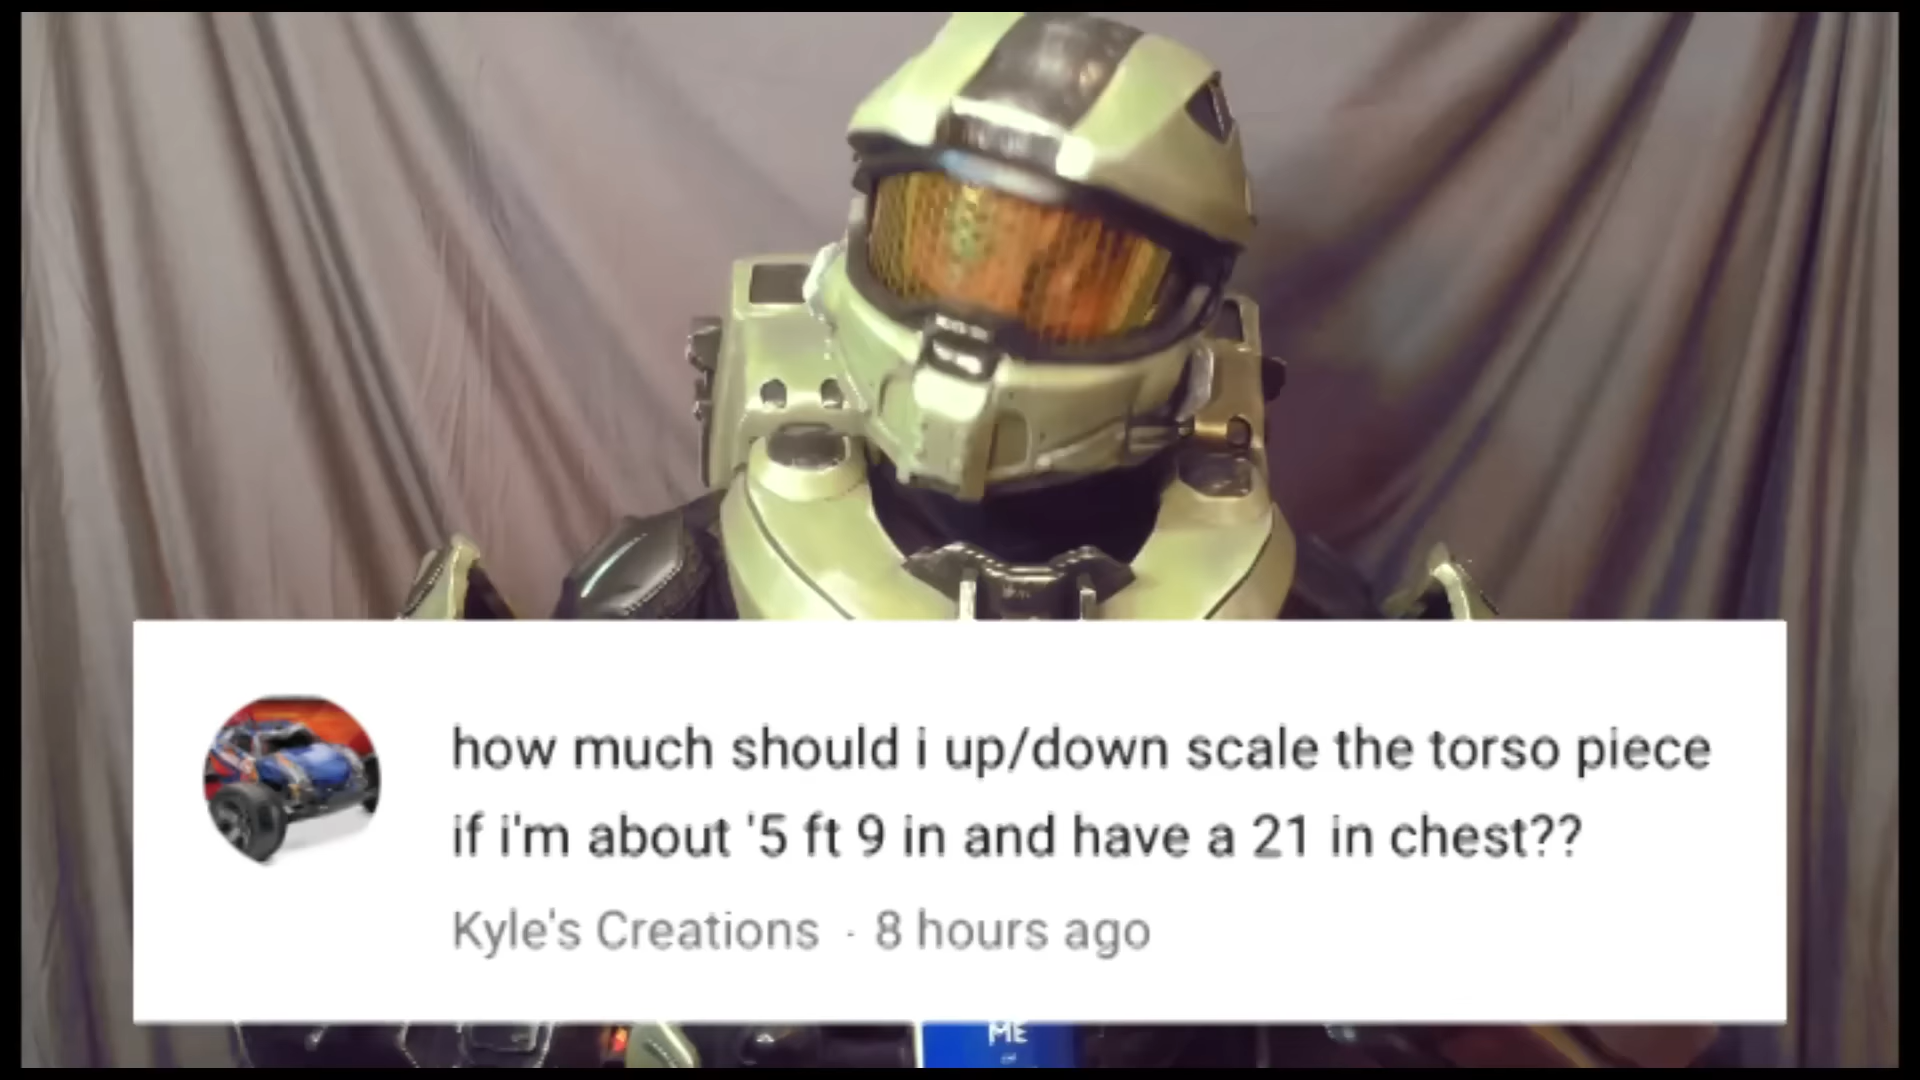 how much should i up/down scale the torso piece
if i'm about '5 ft 9 in and have a 21 in chest??
Kyle's Creations · 8 hours ago
ME